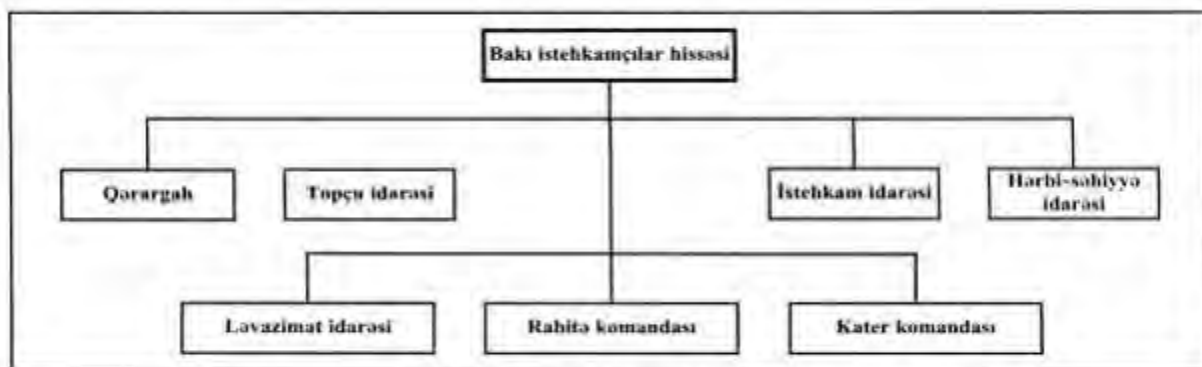 Bakı istehkamçılar hissəsi
Qərargah
Topçu idarəsi
İstehkam idarəsi
Hərbi-səhiyyə
idarəsi
Ləvazimat idarəsi
Rabitə komandası
Kater komandası